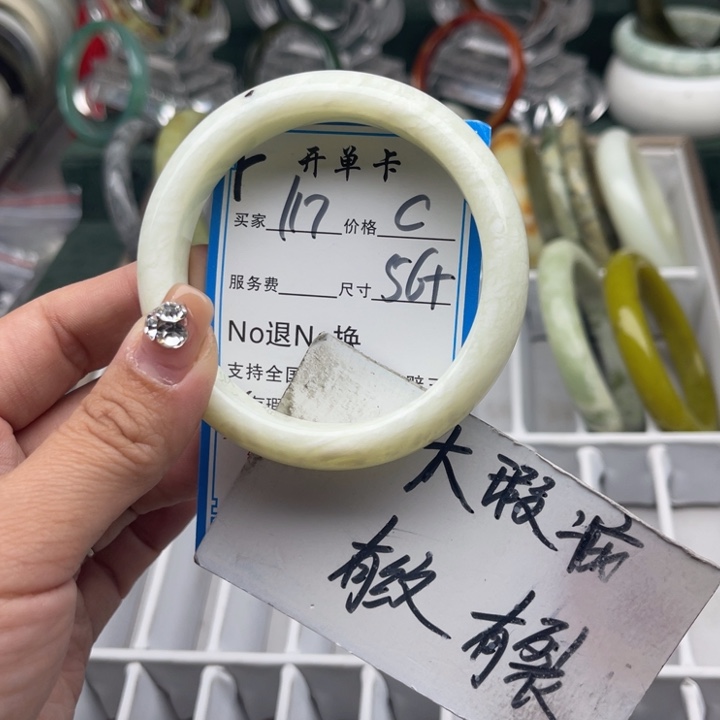 开单卡
买家 117 价格 C
服务费 尺寸 56+
No退No换
支持全国
大瑕疵
有纹 有裂